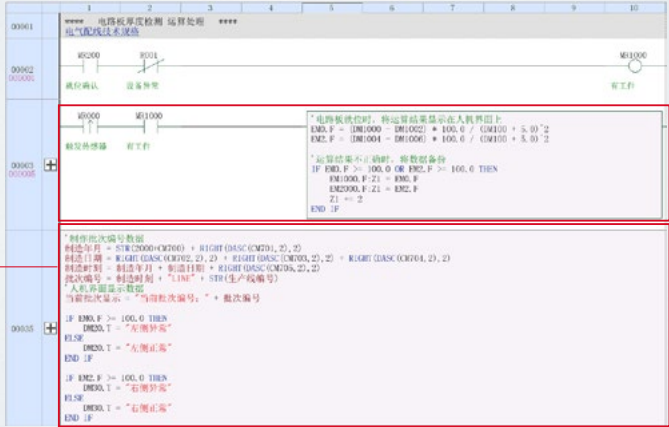 1 2 3 4 5 6 7 8 9 10
00001
**** 电路板厚度检测 运算处理 ****
电气配线技术规格
MR200 R001 MR1000
00002
000001
就位确认 设备异常 有工件
MR000 MR1000
触发传感器 有工件
00003
000005
'电路板就位时，将运算结果显示在人机界面上
EM0.F = (DM1000 - DM1002) * 100.0 / (DM100 + 5.0)^2
EM2.F = (DM1004 - DM1006) * 100.0 / (DM100 + 5.0)^2
'运算结果不正确时，将数据备份
IF EM0.F >= 100.0 OR EM2.F >= 100.0 THEN
EM1000.F:Z1 = EM0.F
EM2000.F:Z1 = EM2.F
Z1 += 2
END IF
00035
'制作批次编号数据
制造年月 = STR(2000+CM700) + RIGHT(DASC(CM701,2),2)
制造日期 = RIGHT(DASC(CM702,2),2) + RIGHT(DASC(CM703,2),2) + RIGHT(DASC(CM704,2),2)
制造时刻 = 制造年月 + 制造日期 + RIGHT(DASC(CM705,2),2)
批次编号 = 制造时刻 + "LINE" + STR(生产线编号)
'人机界面显示数据
当前批次显示 = "当前批次编号：" + 批次编号
IF EM0.F >= 100.0 THEN
DM20.T = "左侧异常"
ELSE
DM20.T = "左侧正常"
END IF
IF EM2.F >= 100.0 THEN
DM30.T = "右侧异常"
ELSE
DM30.T = "右侧正常"
END IF